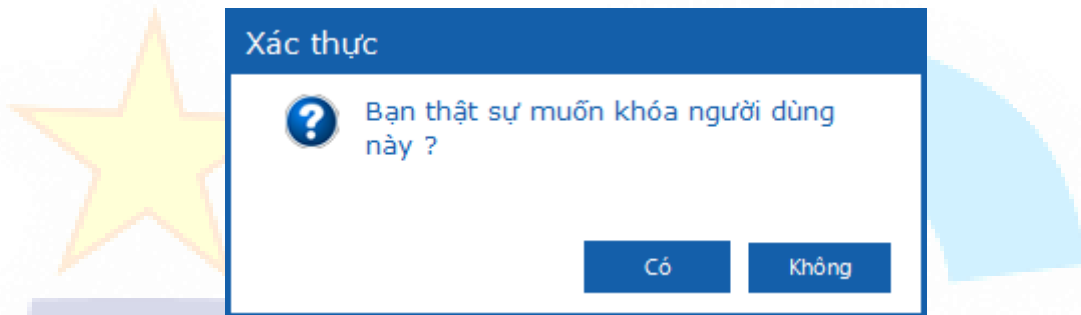 Xác thực
Bạn thật sự muốn khóa người dùng
này ?
Có
Không